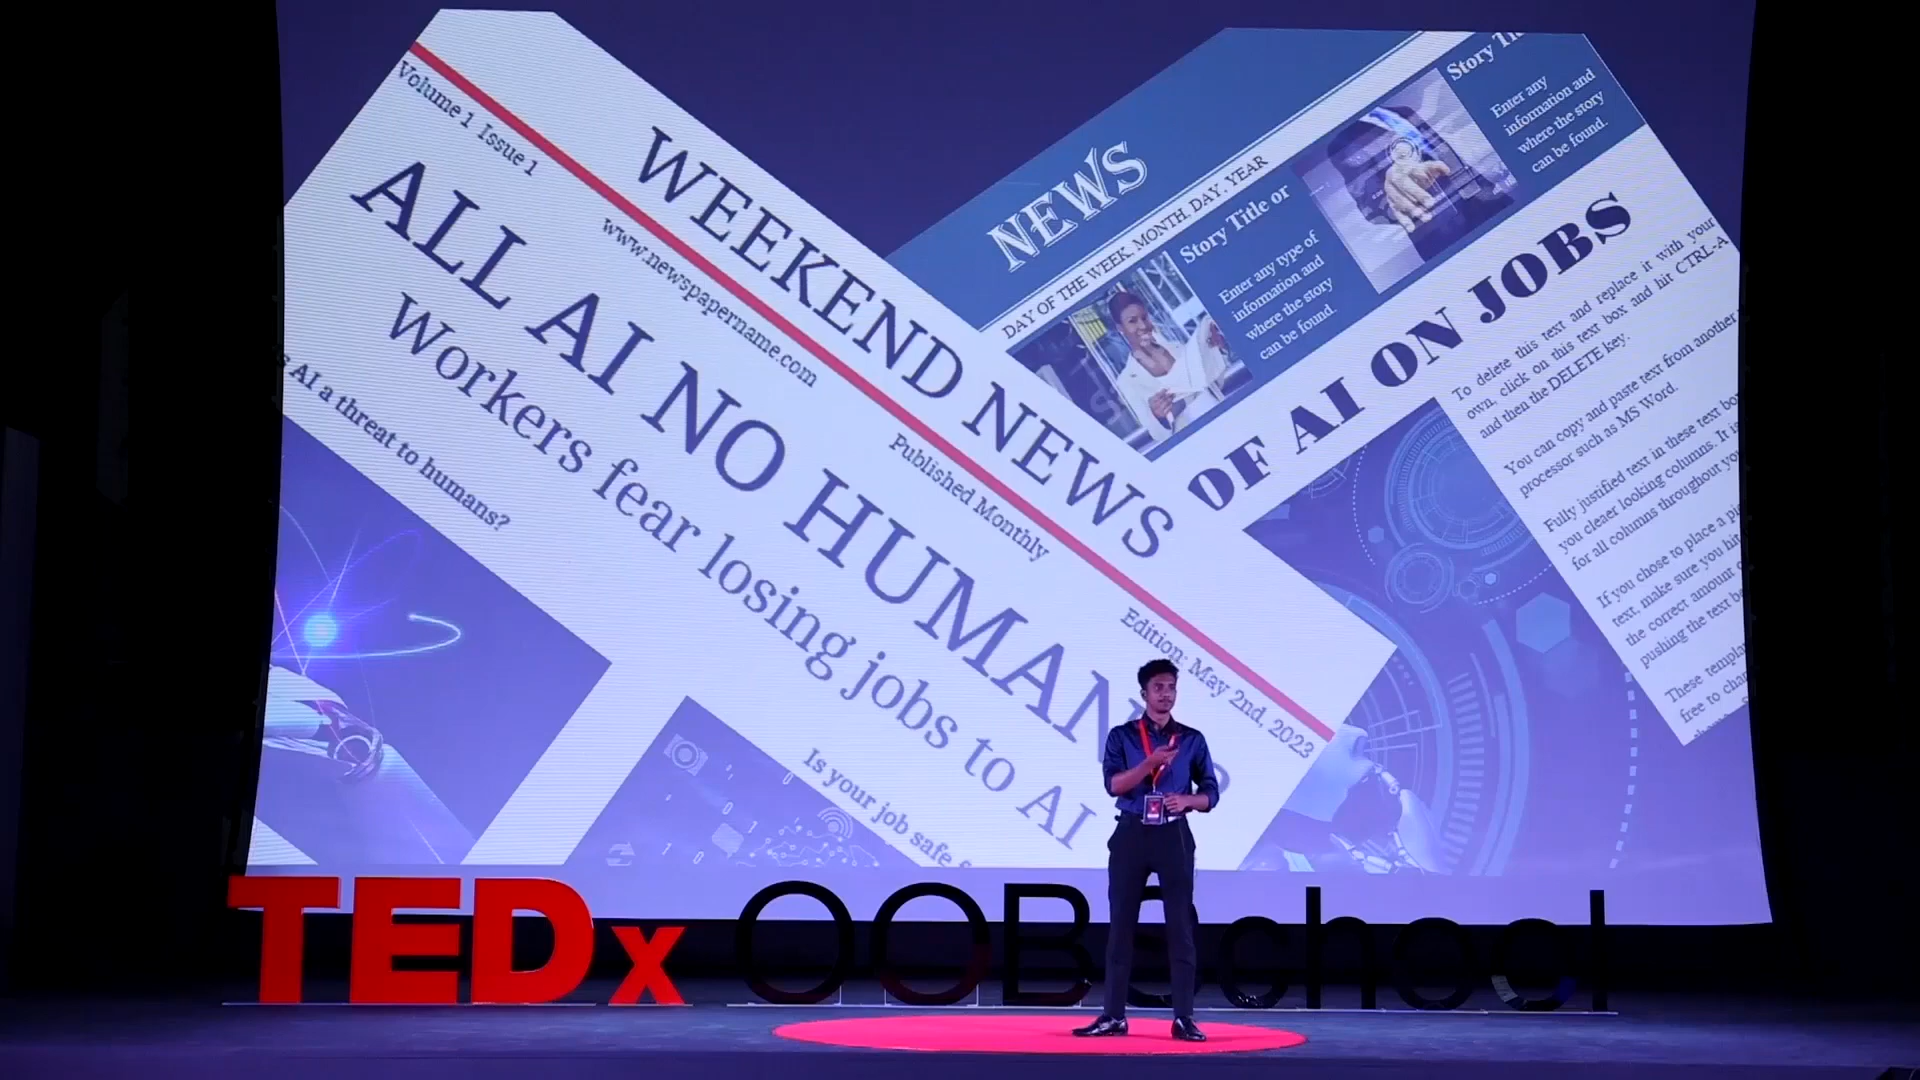 WEEKEND NEWS
Volume 1 Issue 1
www.newspapername.com
Published Monthly
Edition: May 2nd, 2023
ALL AI NO HUMANS
Workers fear losing jobs to AI
AI a threat to humans?
Is your job safe
NEWS
DAY OF THE WEEK, MONTH, DAY, YEAR
Story Title or
Enter any type of
information and
where the story
can be found.
Story
Enter any
information and
where the story
can be found.
OF AI ON JOBS
To delete this text and replace it with your
own, click on this text box and hit CTRL-A
and then the DELETE key.
You can copy and paste text from another
processor such as MS Word.
Fully justified text in these text
you cleaer looking columns. It is
for all columns throughout
If you chose to place a
text, make sure you hit
the correct amount
pushing the text
These
free to
TEDx OOBSchool